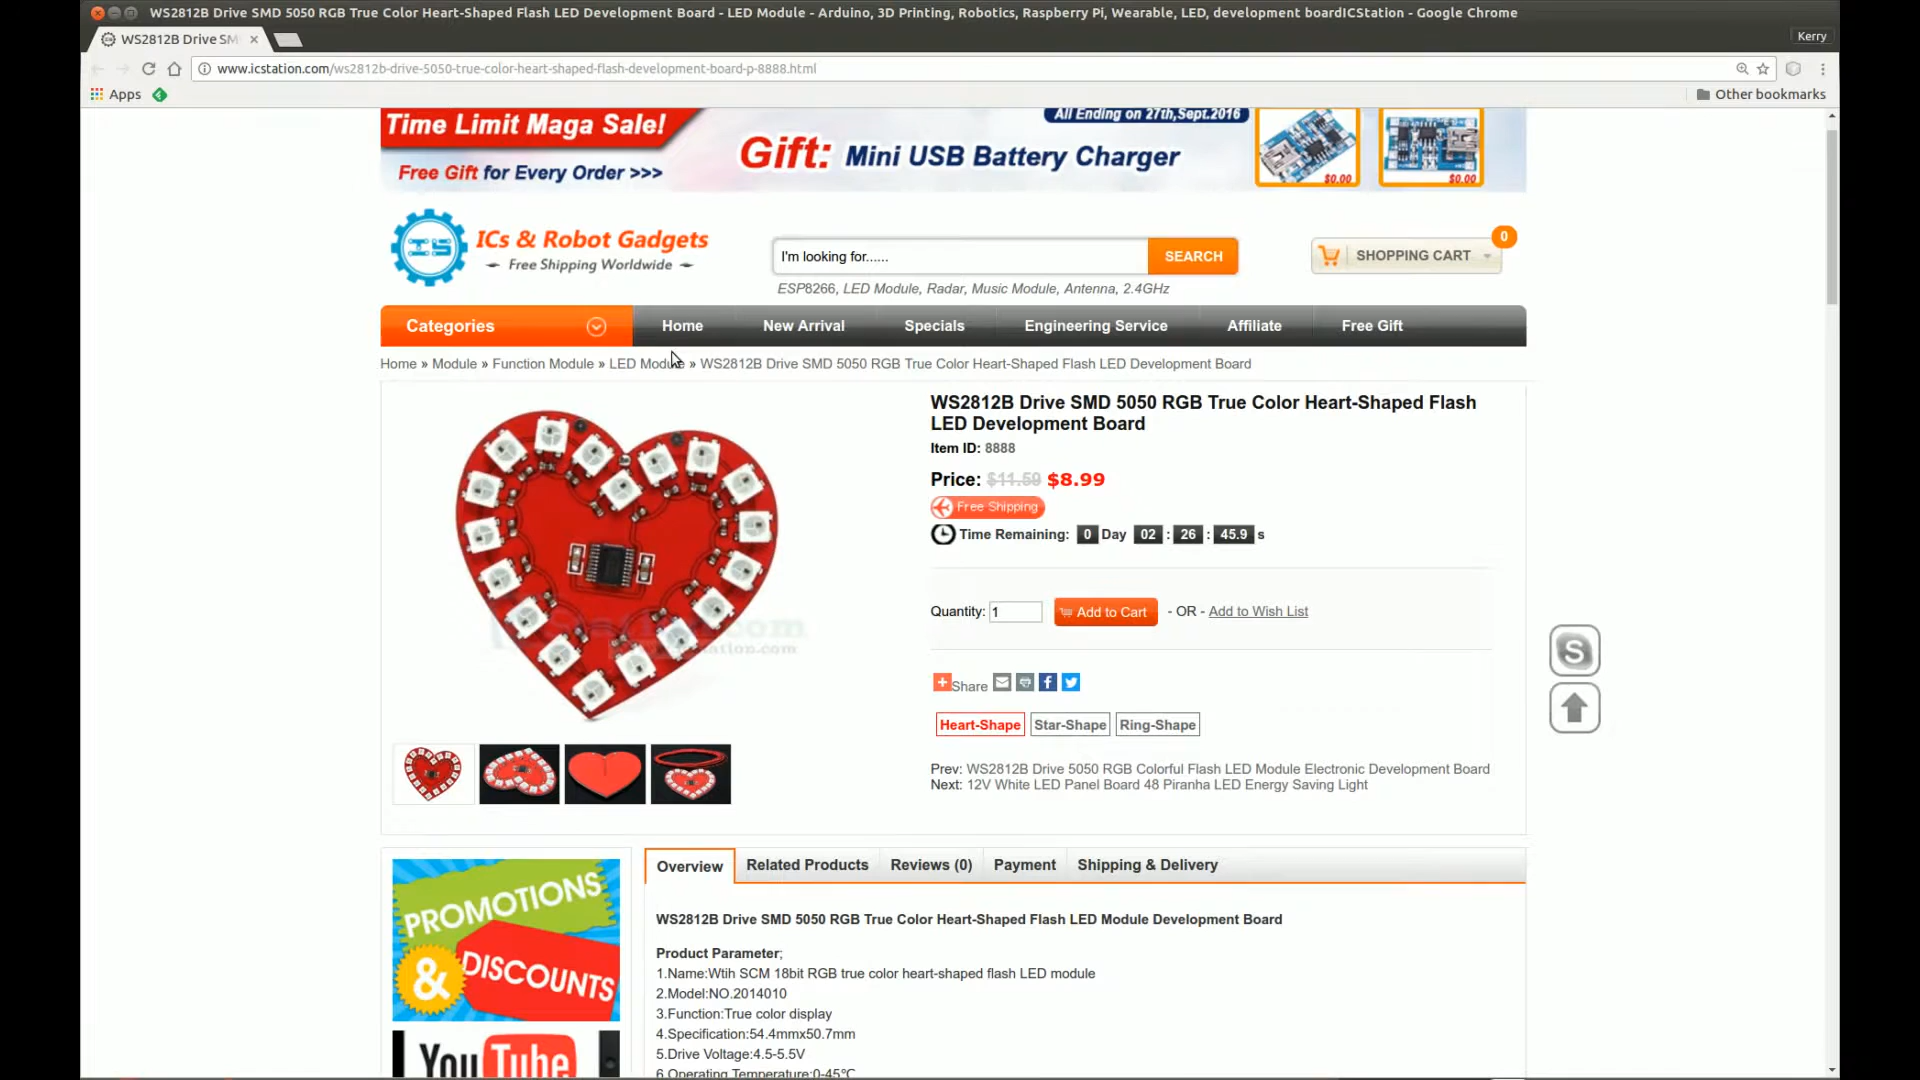 WS2812B Drive SMD 5050 RGB True Color Heart-Shaped Flash LED Development Board - LED Module - Arduino, 3D Printing, Robotics, Raspberry Pi, Wearable, LED, development boardICStation - Google Chrome
WS2812B Drive SM
Kerry
www.icstation.com/ws2812b-drive-5050-true-color-heart-shaped-flash-development-board-p-8888.html
Apps
Other bookmarks
Time Limit Maga Sale!
All Ending on 27th,Sept.2016
Gift: Mini USB Battery Charger
Free Gift for Every Order >>>
$0.00
$0.00
IS
ICs & Robot Gadgets
Free Shipping Worldwide
I'm looking for......
SEARCH
SHOPPING CART
0
ESP8266, LED Module, Radar, Music Module, Antenna, 2.4GHz
Categories
Home
New Arrival
Specials
Engineering Service
Affiliate
Free Gift
Home » Module » Function Module » LED Module » WS2812B Drive SMD 5050 RGB True Color Heart-Shaped Flash LED Development Board
WS2812B Drive SMD 5050 RGB True Color Heart-Shaped Flash
LED Development Board
Item ID: 8888
Price: $11.59 $8.99
Free Shipping
Time Remaining: 0 Day 02 : 26 : 45.9 s
Quantity: 1 Add to Cart - OR - Add to Wish List
Share
Heart-Shape Star-Shape Ring-Shape
Prev: WS2812B Drive 5050 RGB Colorful Flash LED Module Electronic Development Board
Next: 12V White LED Panel Board 48 Piranha LED Energy Saving Light
PROMOTIONS
& DISCOUNTS
YouTube
Overview
Related Products
Reviews (0)
Payment
Shipping & Delivery
WS2812B Drive SMD 5050 RGB True Color Heart-Shaped Flash LED Module Development Board
Product Parameter;
1.Name:Wtih SCM 18bit RGB true color heart-shaped flash LED module
2.Model:NO.2014010
3.Function:True color display
4.Specification:54.4mmx50.7mm
5.Drive Voltage:4.5-5.5V
6.Operating Temperature:0-45℃